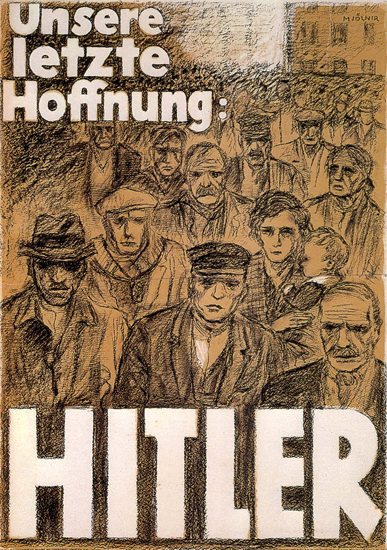 MJÖLNIR
Unsere
letzte
Hoffnung:
HITLER